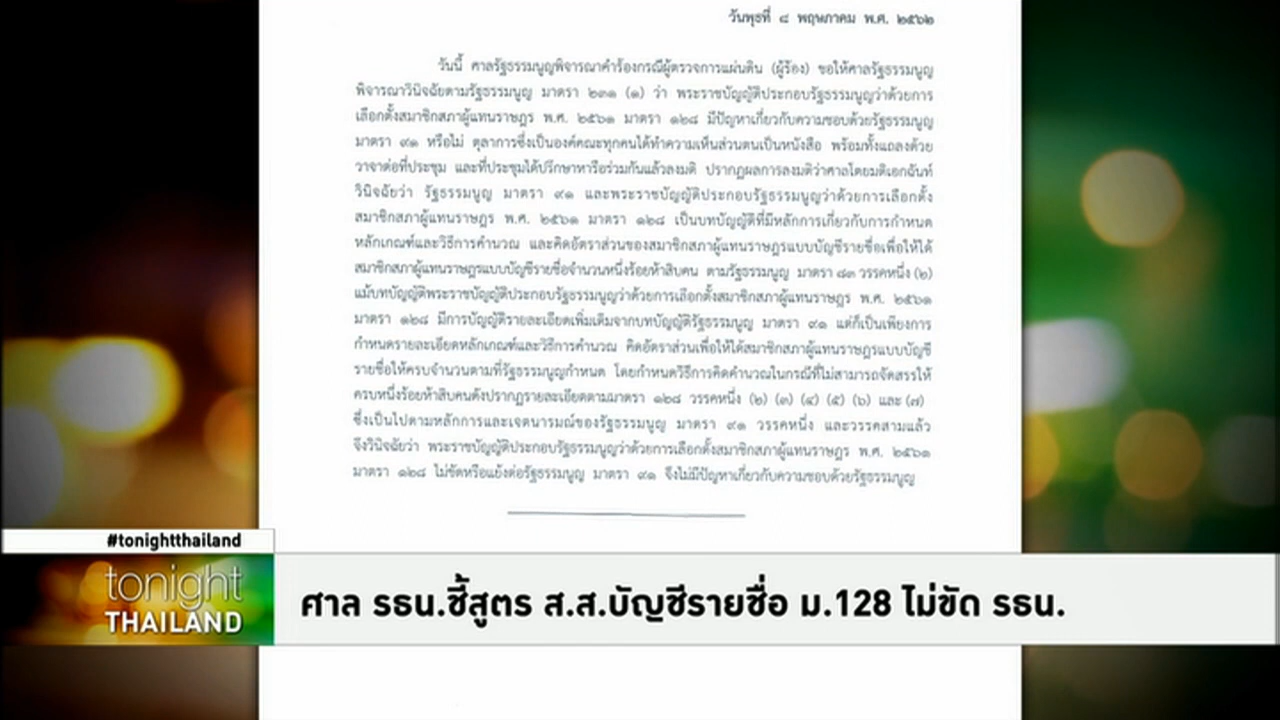 วันพุธที่ ๘ พฤษภาคม พ.ศ. ๒๕๖๒
วันนี้ ศาลรัฐธรรมนูญพิจารณาคำร้องกรณีผู้ตรวจการแผ่นดิน (ผู้ร้อง) ขอให้ศาลรัฐธรรมนูญ
พิจารณาวินิจฉัยตามรัฐธรรมนูญ มาตรา ๒๓๑ (๑) ว่า พระราชบัญญัติประกอบรัฐธรรมนูญว่าด้วยการ
เลือกตั้งสมาชิกสภาผู้แทนราษฎร พ.ศ. ๒๕๖๑ มาตรา ๑๒๘ มีปัญหาเกี่ยวกับความชอบด้วยรัฐธรรมนูญ
มาตรา ๙๑ หรือไม่ ตุลาการซึ่งเป็นองค์คณะทุกคนได้ทำความเห็นส่วนตนเป็นหนังสือ พร้อมทั้งแถลงด้วย
วาจาต่อที่ประชุม และที่ประชุมได้ปรึกษาหารือร่วมกันแล้วลงมติ ปรากฏผลการลงมติว่าศาลโดยมติเอกฉันท์
วินิจฉัยว่า รัฐธรรมนูญ มาตรา ๙๑ และพระราชบัญญัติประกอบรัฐธรรมนูญว่าด้วยการเลือกตั้ง
สมาชิกสภาผู้แทนราษฎร พ.ศ. ๒๕๖๑ มาตรา ๑๒๘ เป็นบทบัญญัติที่มีหลักการเกี่ยวกับการกำหนด
หลักเกณฑ์และวิธีการคำนวณ และคิดอัตราส่วนของสมาชิกสภาผู้แทนราษฎรแบบบัญชีรายชื่อเพื่อให้ได้
สมาชิกสภาผู้แทนราษฎรแบบบัญชีรายชื่อจำนวนหนึ่งร้อยห้าสิบคน ตามรัฐธรรมนูญ มาตรา ๘๓ วรรคหนึ่ง (๒)
แม้บทบัญญัติพระราชบัญญัติประกอบรัฐธรรมนูญว่าด้วยการเลือกตั้งสมาชิกสภาผู้แทนราษฎร พ.ศ. ๒๕๖๑
มาตรา ๑๒๘ มีการบัญญัติรายละเอียดเพิ่มเติมจากบทบัญญัติรัฐธรรมนูญ มาตรา ๙๑ แต่ก็เป็นเพียงการ
กำหนดรายละเอียดหลักเกณฑ์และวิธีการคำนวณ คิดอัตราส่วนเพื่อให้ได้สมาชิกสภาผู้แทนราษฎรแบบบัญชี
รายชื่อให้ครบจำนวนตามที่รัฐธรรมนูญกำหนด โดยกำหนดวิธีการคิดคำนวณในกรณีที่ไม่สามารถจัดสรรให้
ครบหนึ่งร้อยห้าสิบคนดังปรากฏรายละเอียดตามมาตรา ๑๒๘ วรรคหนึ่ง (๒) (๓) (๔) (๕) (๖) และ (๗)
ซึ่งเป็นไปตามหลักการและเจตนารมณ์ของรัฐธรรมนูญ มาตรา ๙๑ วรรคหนึ่ง และวรรคสามแล้ว
จึงวินิจฉัยว่า พระราชบัญญัติประกอบรัฐธรรมนูญว่าด้วยการเลือกตั้งสมาชิกสภาผู้แทนราษฎร พ.ศ. ๒๕๖๑
มาตรา ๑๒๘ ไม่ขัดหรือแย้งต่อรัฐธรรมนูญ มาตรา ๙๑ จึงไม่มีปัญหาเกี่ยวกับความชอบด้วยรัฐธรรมนูญ
#tonightthailand
tonight
THAILAND
ศาล รธน.ชี้สูตร ส.ส.บัญชีรายชื่อ ม.128 ไม่ขัด รธน.